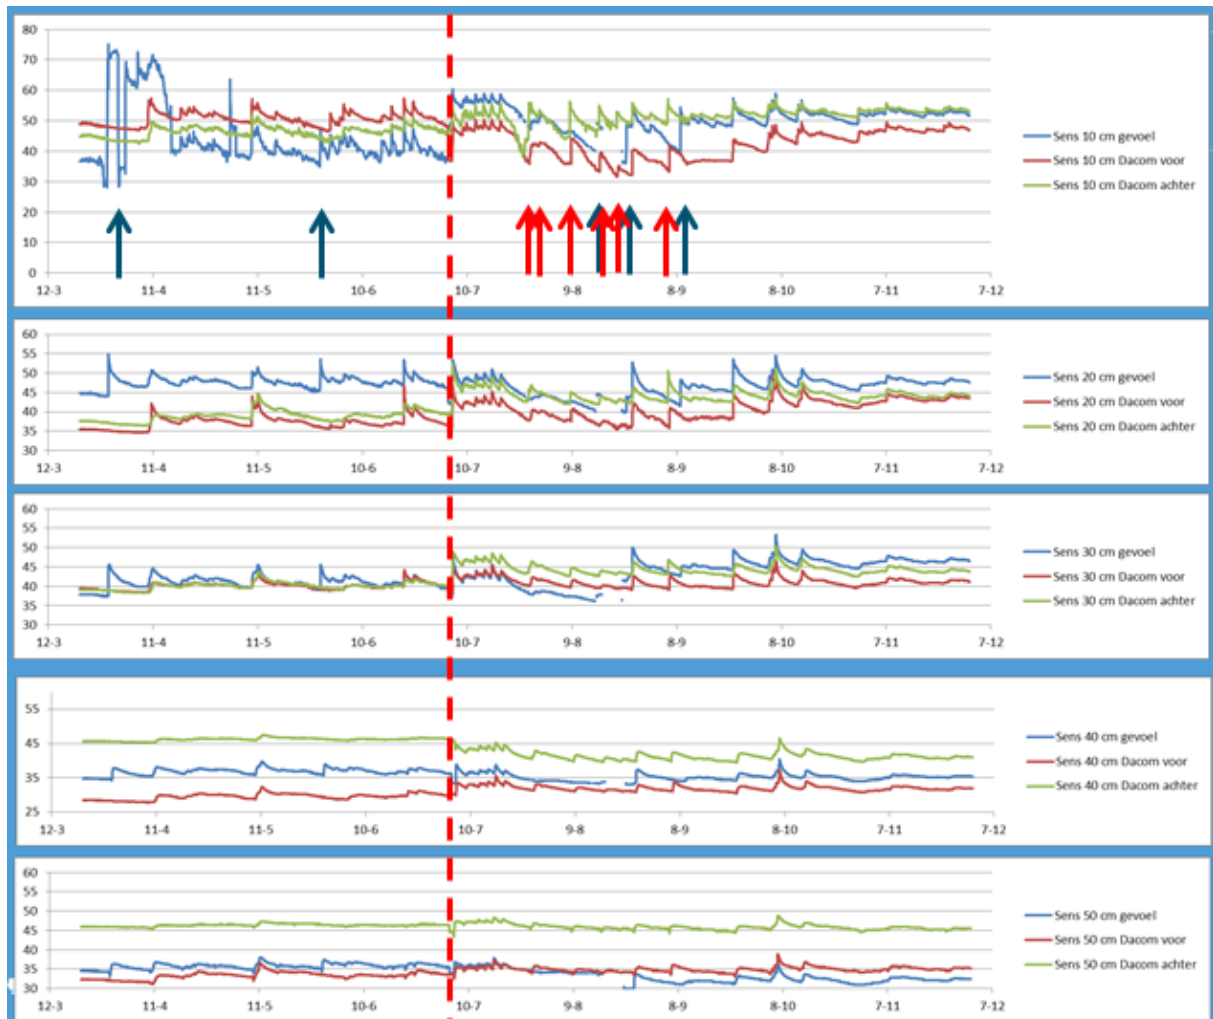 80
70
60
50
40
30
20
10
0
12-3 11-4 11-5 10-6 10-7 9-8 8-9 8-10 7-11 7-12
Sens 10 cm gevoel
Sens 10 cm Dacom voor
Sens 10 cm Dacom achter
60
55
50
45
40
35
30
12-3 11-4 11-5 10-6 10-7 9-8 8-9 8-10 7-11 7-12
Sens 20 cm gevoel
Sens 20 cm Dacom voor
Sens 20 cm Dacom achter
60
55
50
45
40
35
30
12-3 11-4 11-5 10-6 10-7 9-8 8-9 8-10 7-11 7-12
Sens 30 cm gevoel
Sens 30 cm Dacom voor
Sens 30 cm Dacom achter
55
45
35
25
12-3 11-4 11-5 10-6 10-7 9-8 8-9 8-10 7-11 7-12
Sens 40 cm gevoel
Sens 40 cm Dacom voor
Sens 40 cm Dacom achter
60
55
50
45
40
35
30
12-3 11-4 11-5 10-6 10-7 9-8 8-9 8-10 7-11 7-12
Sens 50 cm gevoel
Sens 50 cm Dacom voor
Sens 50 cm Dacom achter